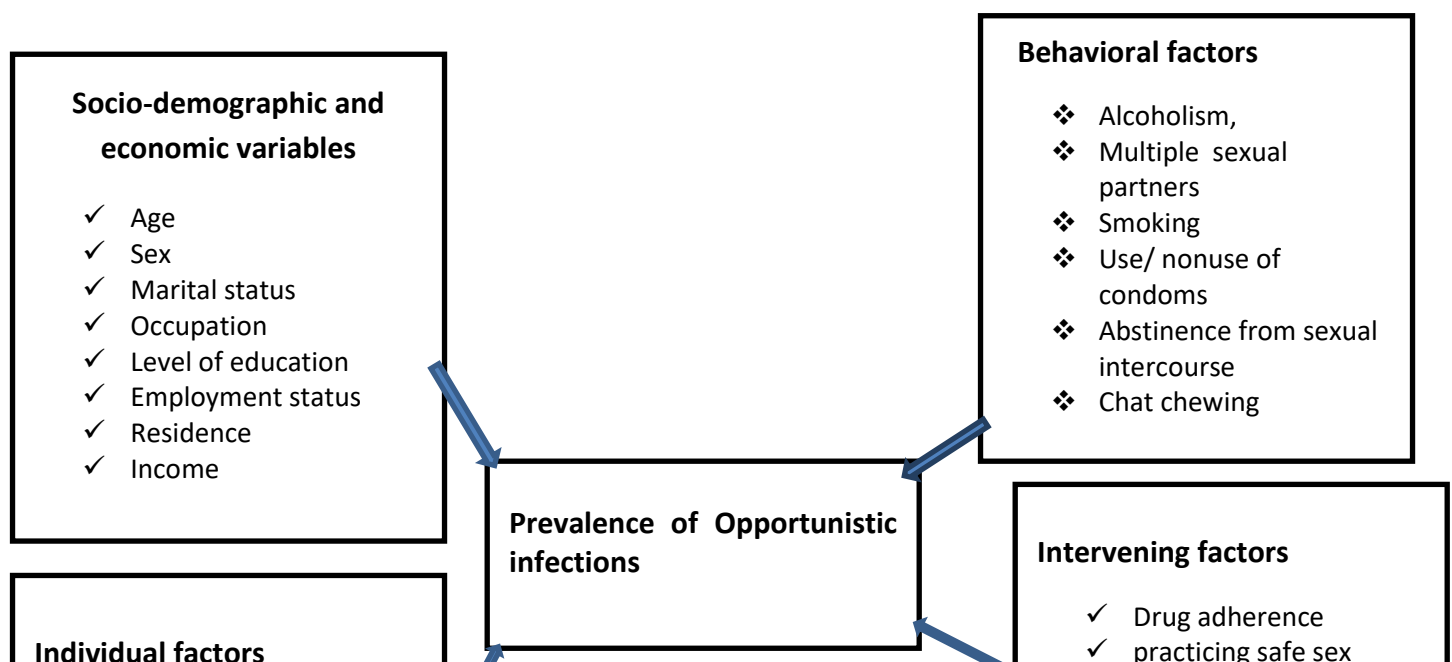 Socio-demographic and
economic variables
✓ Age
✓ Sex
✓ Marital status
✓ Occupation
✓ Level of education
✓ Employment status
✓ Residence
✓ Income
Behavioral factors
❖ Alcoholism,
❖ Multiple sexual
partners
❖ Smoking
❖ Use/ nonuse of
condoms
❖ Abstinence from sexual
intercourse
❖ Chat chewing
Prevalence of Opportunistic
infections
Intervening factors
✓ Drug adherence
✓ practicing safe sex
Individual factors